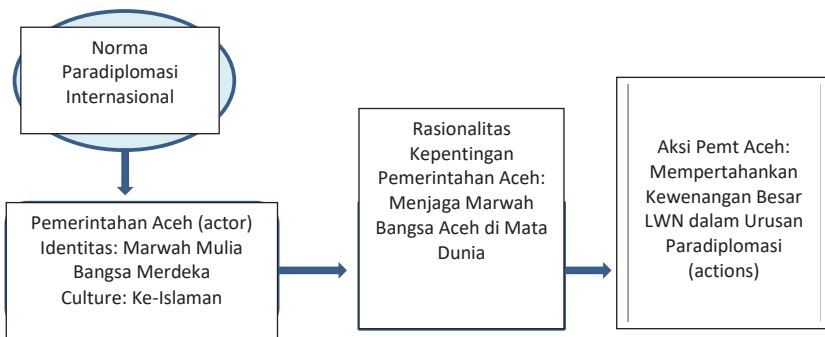 Norma
Paradiplomasi
Internasional
Pemerintahan Aceh (actor)
Identitas: Marwah Mulia
Bangsa Merdeka
Culture: Ke-Islaman
Rasionalitas
Kepentingan
Pemerintahan Aceh:
Menjaga Marwah
Bangsa Aceh di Mata
Dunia
Aksi Pemt Aceh:
Mempertahankan
Kewenangan Besar
LWN dalam Urusan
Paradiplomasi
(actions)